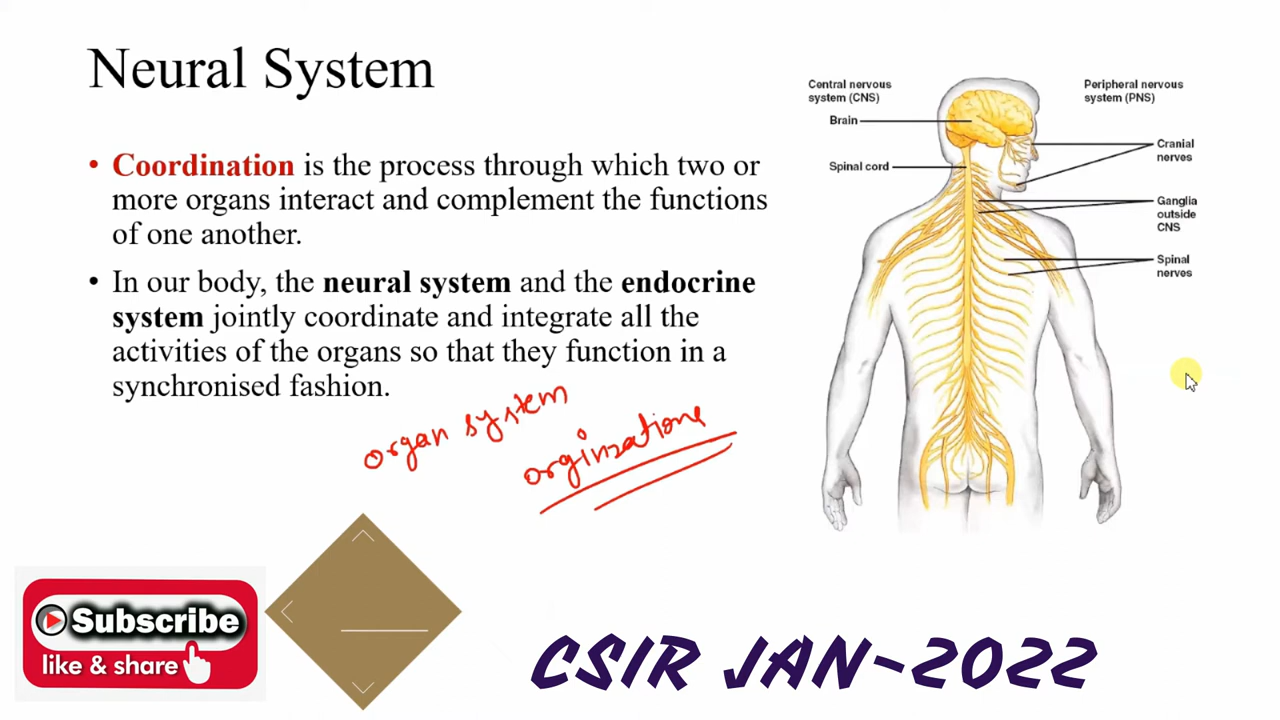 Neural System
• Coordination is the process through which two or
more organs interact and complement the functions
of one another.
• In our body, the neural system and the endocrine
system jointly coordinate and integrate all the
activities of the organs so that they function in a
synchronised fashion.
organ system
orginzations
Central nervous
system (CNS)
Brain
Spinal cord
Peripheral nervous
system (PNS)
Cranial
nerves
Ganglia
outside
CNS
Spinal
nerves
Subscribe
like & share
CSIR JAN-2022